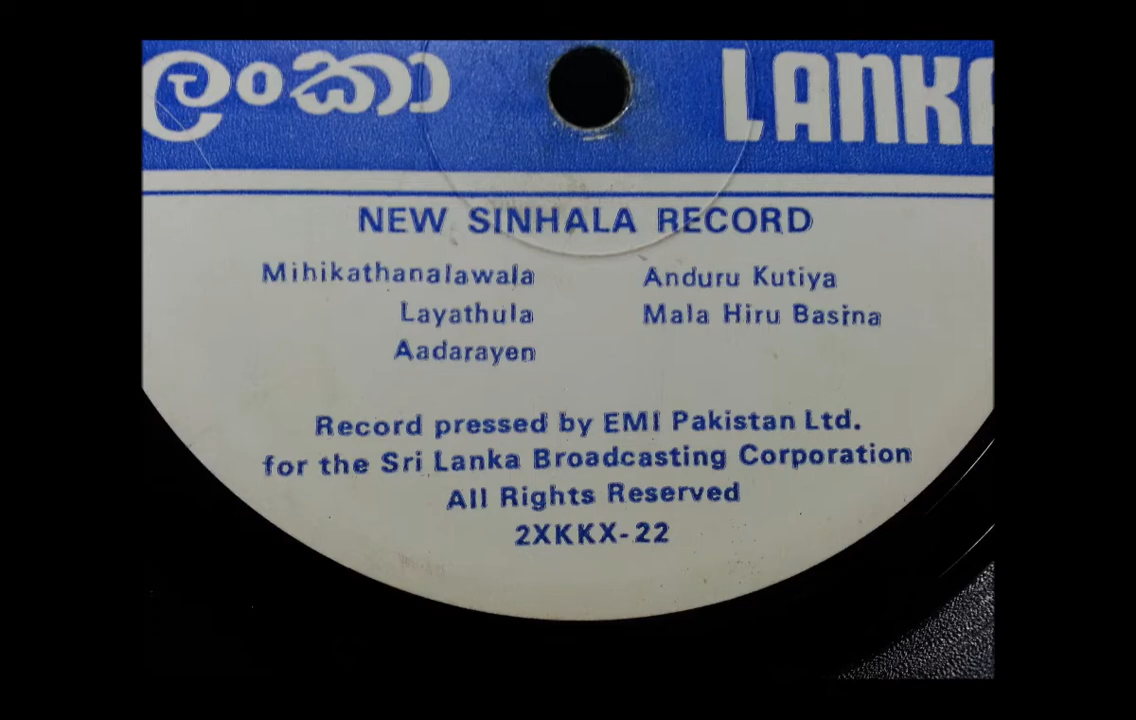 ලංකා LANKA
NEW SINHALA RECORD
Mihikathanalawala Anduru Kutiya
Layathula Mala Hiru Basina
Aadarayen
Record pressed by EMI Pakistan Ltd.
for the Sri Lanka Broadcasting Corporation
All Rights Reserved
2XKKX-22